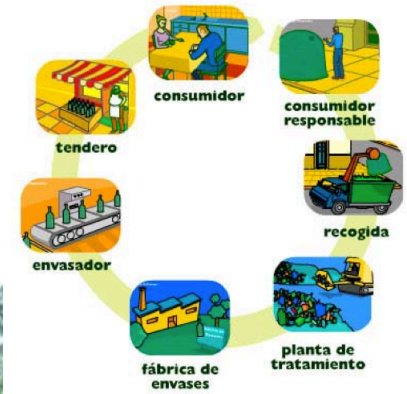 consumidor
consumidor
responsable
recogida
planta de
tratamiento
fábrica de
envases
envasador
tendero